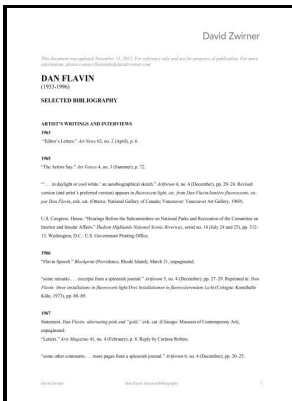 David Zwirner
This document was updated November 15, 2012. For reference only and not for purposes of publication. For more
information, please contact
DAN FLAVIN
(1933-1996)
SELECTED BIBLIOGRAPHY
ARTIST'S WRITINGS AND INTERVIEWS
1963
"Editor's Letters." Art News 62, no. 2 (April), p. 6.
1965
"The Artists Say." Art Voices 4, no. 3 (Summer), p. 72.
"'. . . in daylight or cool white,' an autobiographical sketch." Artforum 4, no. 4 (December), pp. 20-24. Revised
version (and artist's preferred version) appears in fluorescent light, etc. from Dan Flavin/lumière fluorescente, etc.
par Dan Flavin, exh. cat. (Ottawa: National Gallery of Canada; Vancouver: Vancouver Art Gallery, 1969).
U.S. Congress. House. "Hearings Before the Subcommittee on National Parks and Recreation of the Committee on
Interior and Insular Affairs." Hudson Highlands National Scenic Riverway, serial no. 14 (July 24 and 25), pp. 312-
13. Washington, D.C.: U.S. Government Printing Office.
1966
"Flavin Speech." Blockprint (Providence, Rhode Island), March 21, unpaginated.
"some remarks . . . excerpts from a spleenish journal." Artforum 5, no. 4 (December), pp. 27-29. Reprinted in: Dan
Flavin: three installations in fluorescent light/Drei Installationen in fluoreszierendem Licht (Cologne: Kunsthalle
Köln, 1973), pp. 88-89.
1967
Statement. Dan Flavin: alternating pink and "gold," exh. cat. (Chicago: Museum of Contemporary Art),
unpaginated.
"Letters." Arts Magazine 41, no. 4 (February), p. 8. Reply by Corinne Robins.
"some other comments . . . more pages from a spleenish journal." Artforum 6, no. 4 (December), pp. 20-25.
David Zwirner
Dan Flavin Selected Bibliography
1